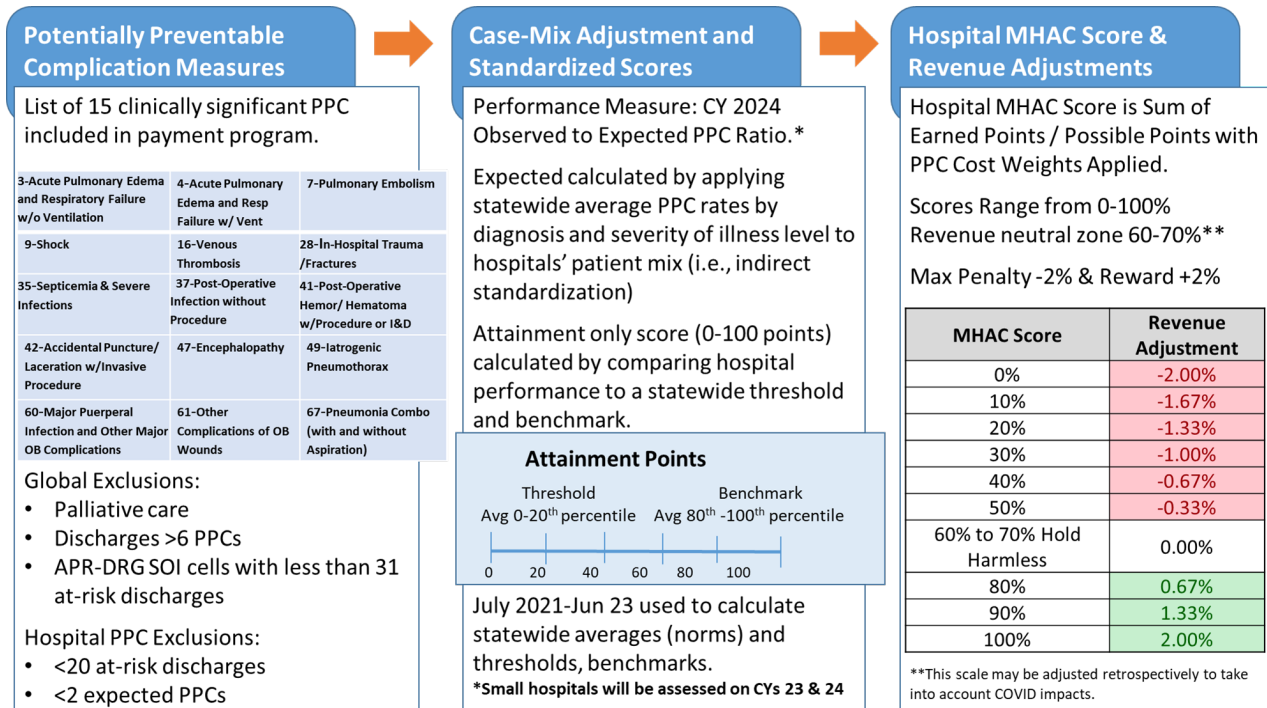 Potentially Preventable
Complication Measures
List of 15 clinically significant PPC
included in payment program.
3-Acute Pulmonary Edema
and Respiratory Failure
w/o Ventilation
4-Acute Pulmonary
Edema and Resp
Failure w/ Vent
7-Pulmonary Embolism
9-Shock
16-Venous
Thrombosis
28-In-Hospital Trauma
/Fractures
35-Septicemia & Severe
Infections
37-Post-Operative
Infection without
Procedure
41-Post-Operative
Hemor/ Hematoma
w/Procedure or I&D
42-Accidental Puncture/
Laceration w/Invasive
Procedure
47-Encephalopathy
49-Iatrogenic
Pneumothorax
60-Major Puerperal
Infection and Other Major
OB Complications
61-Other
Complications of OB
Wounds
67-Pneumonia Combo
(with and without
Aspiration)
Global Exclusions:
• Palliative care
• Discharges >6 PPCs
• APR-DRG SOI cells with less than 31
at-risk discharges
Hospital PPC Exclusions:
• <20 at-risk discharges
• <2 expected PPCs
Case-Mix Adjustment and
Standardized Scores
Performance Measure: CY 2024
Observed to Expected PPC Ratio.*
Expected calculated by applying
statewide average PPC rates by
diagnosis and severity of illness level to
hospitals' patient mix (i.e., indirect
standardization)
Attainment only score (0-100 points)
calculated by comparing hospital
performance to a statewide threshold
and benchmark.
Attainment Points
Threshold
Avg 0-20th percentile
Benchmark
Avg 80th -100th percentile
0 20 40 60 80 100
July 2021-Jun 23 used to calculate
statewide averages (norms) and
thresholds, benchmarks.
*Small hospitals will be assessed on CYs 23 & 24
Hospital MHAC Score &
Revenue Adjustments
Hospital MHAC Score is Sum of
Earned Points / Possible Points with
PPC Cost Weights Applied.
Scores Range from 0-100%
Revenue neutral zone 60-70%**
Max Penalty -2% & Reward +2%
MHAC Score
Revenue
Adjustment
0% -2.00%
10% -1.67%
20% -1.33%
30% -1.00%
40% -0.67%
50% -0.33%
60% to 70% Hold
Harmless
0.00%
80% 0.67%
90% 1.33%
100% 2.00%
**This scale may be adjusted retrospectively to take
into account COVID impacts.